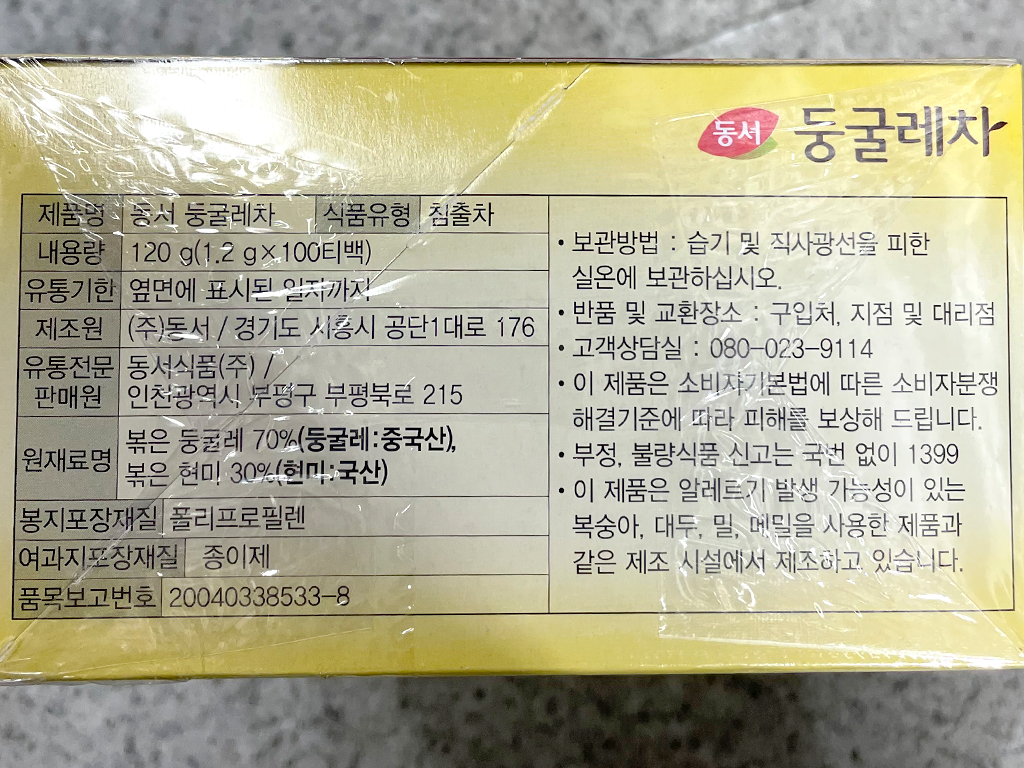 동서 둥굴레차
제품명 동서 둥굴레차 식품유형 침출차
내용량 120 g(1.2 g×100티백)
유통기한 옆면에 표시된 일자까지
제조원 (주)동서 / 경기도 시흥시 공단1대로 176
유통전문 동서식품(주) /
판매원 인천광역시 부평구 부평북로 215
원재료명 볶은 둥굴레 70%(둥굴레:중국산),
볶은 현미 30%(현미:국산)
봉지포장재질 폴리프로필렌
여과지포장재질 종이제
품목보고번호 20040338533-8
• 보관방법 : 습기 및 직사광선을 피한
실온에 보관하십시오.
• 반품 및 교환장소 : 구입처, 지점 및 대리점
• 고객상담실 : 080-023-9114
• 이 제품은 소비자기본법에 따른 소비자분쟁
해결기준에 따라 피해를 보상해 드립니다.
• 부정, 불량식품 신고는 국번 없이 1399
• 이 제품은 알레르기 발생 가능성이 있는
복숭아, 대두, 밀, 메밀을 사용한 제품과
같은 제조 시설에서 제조하고 있습니다.